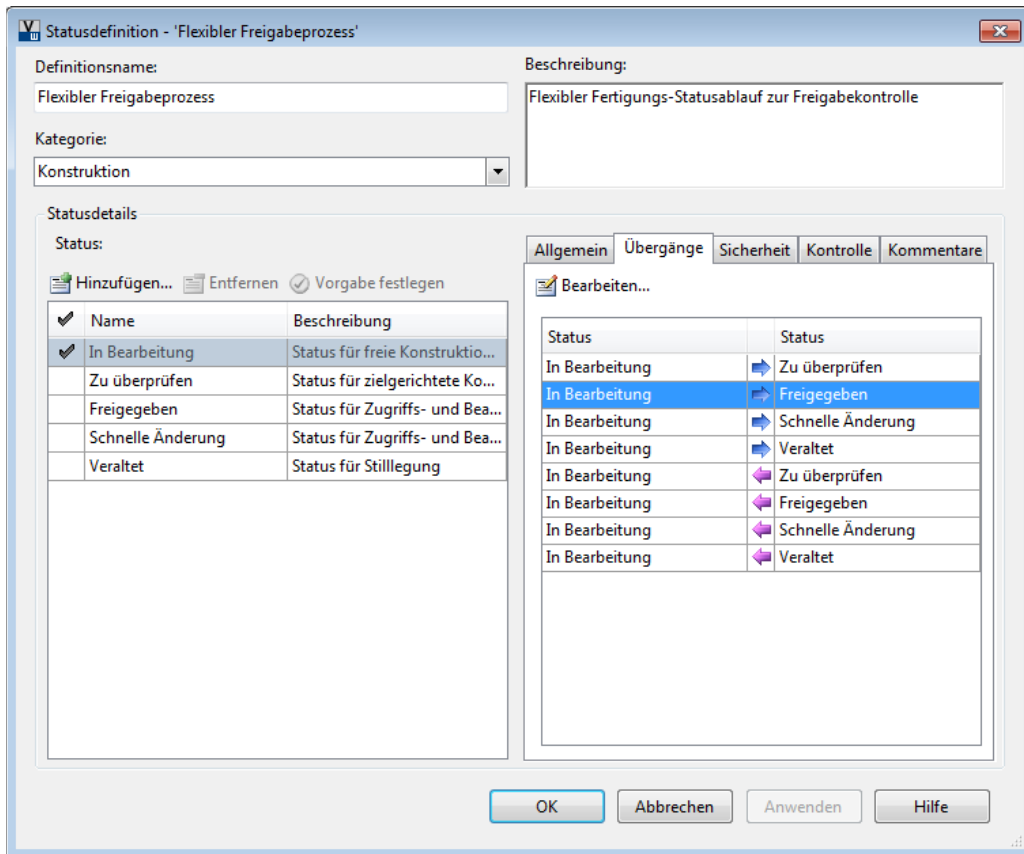 Statusdefinition - 'Flexibler Freigabeprozess'
Definitionsname:
Flexibler Freigabeprozess
Beschreibung:
Flexibler Fertigungs-Statusablauf zur Freigabekontrolle
Kategorie:
Konstruktion
Statusdetails
Status:
Hinzufügen... Entfernen Vorgabe festlegen
Name Beschreibung
In Bearbeitung Status für freie Konstruktio...
Zu überprüfen Status für zielgerichtete Ko...
Freigegeben Status für Zugriffs- und Bea...
Schnelle Änderung Status für Zugriffs- und Bea...
Veraltet Status für Stilllegung
Allgemein Übergänge Sicherheit Kontrolle Kommentare
Bearbeiten...
Status Status
In Bearbeitung Zu überprüfen
In Bearbeitung Freigegeben
In Bearbeitung Schnelle Änderung
In Bearbeitung Veraltet
In Bearbeitung Zu überprüfen
In Bearbeitung Freigegeben
In Bearbeitung Schnelle Änderung
In Bearbeitung Veraltet
OK Abbrechen Anwenden Hilfe